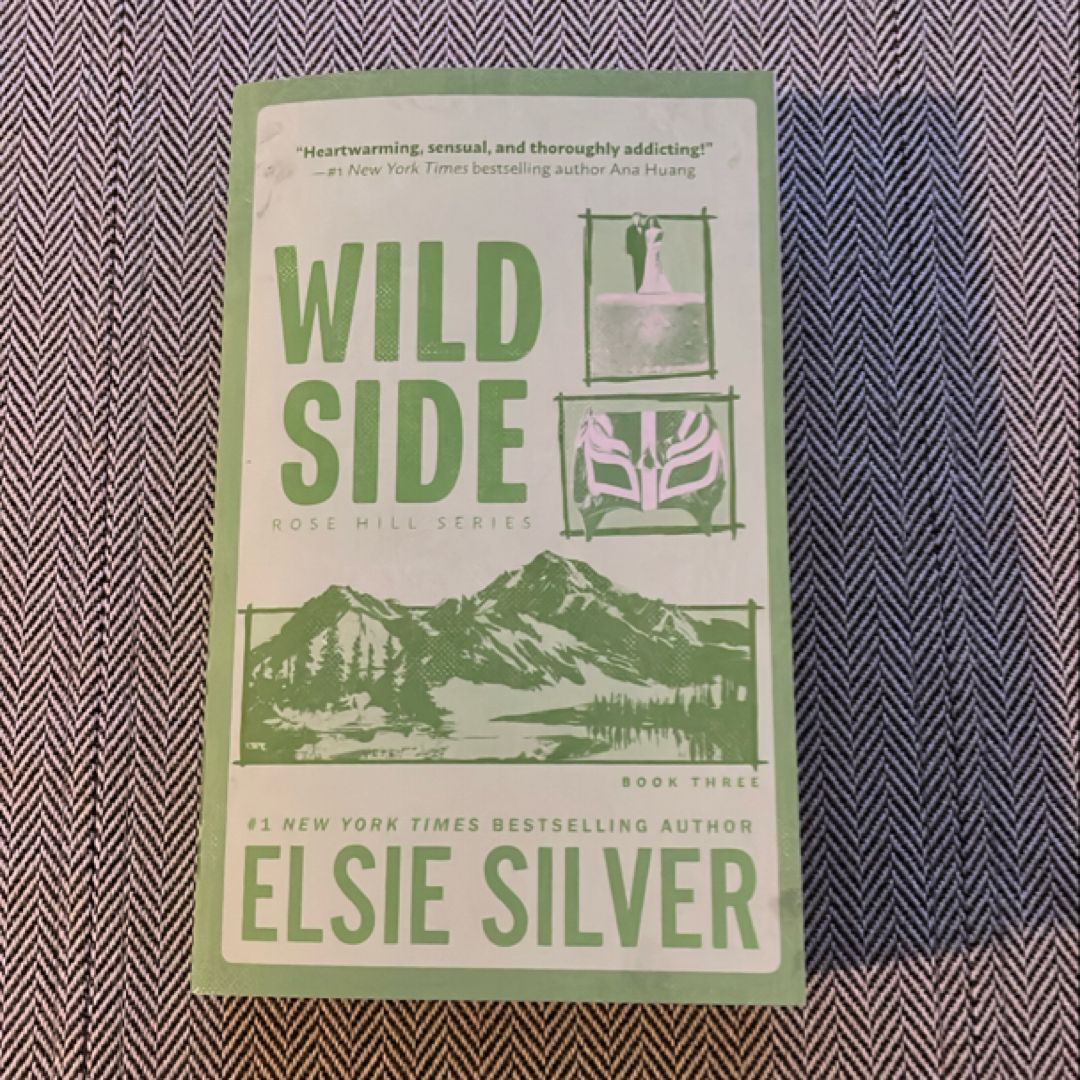 “Heartwarming, sensual, and thoroughly addicting!”
—#1 New York Times bestselling author Ana Huang
WILD
SIDE
ROSE HILL SERIES
BOOK THREE
#1 NEW YORK TIMES BESTSELLING AUTHOR
ELSIE SILVER